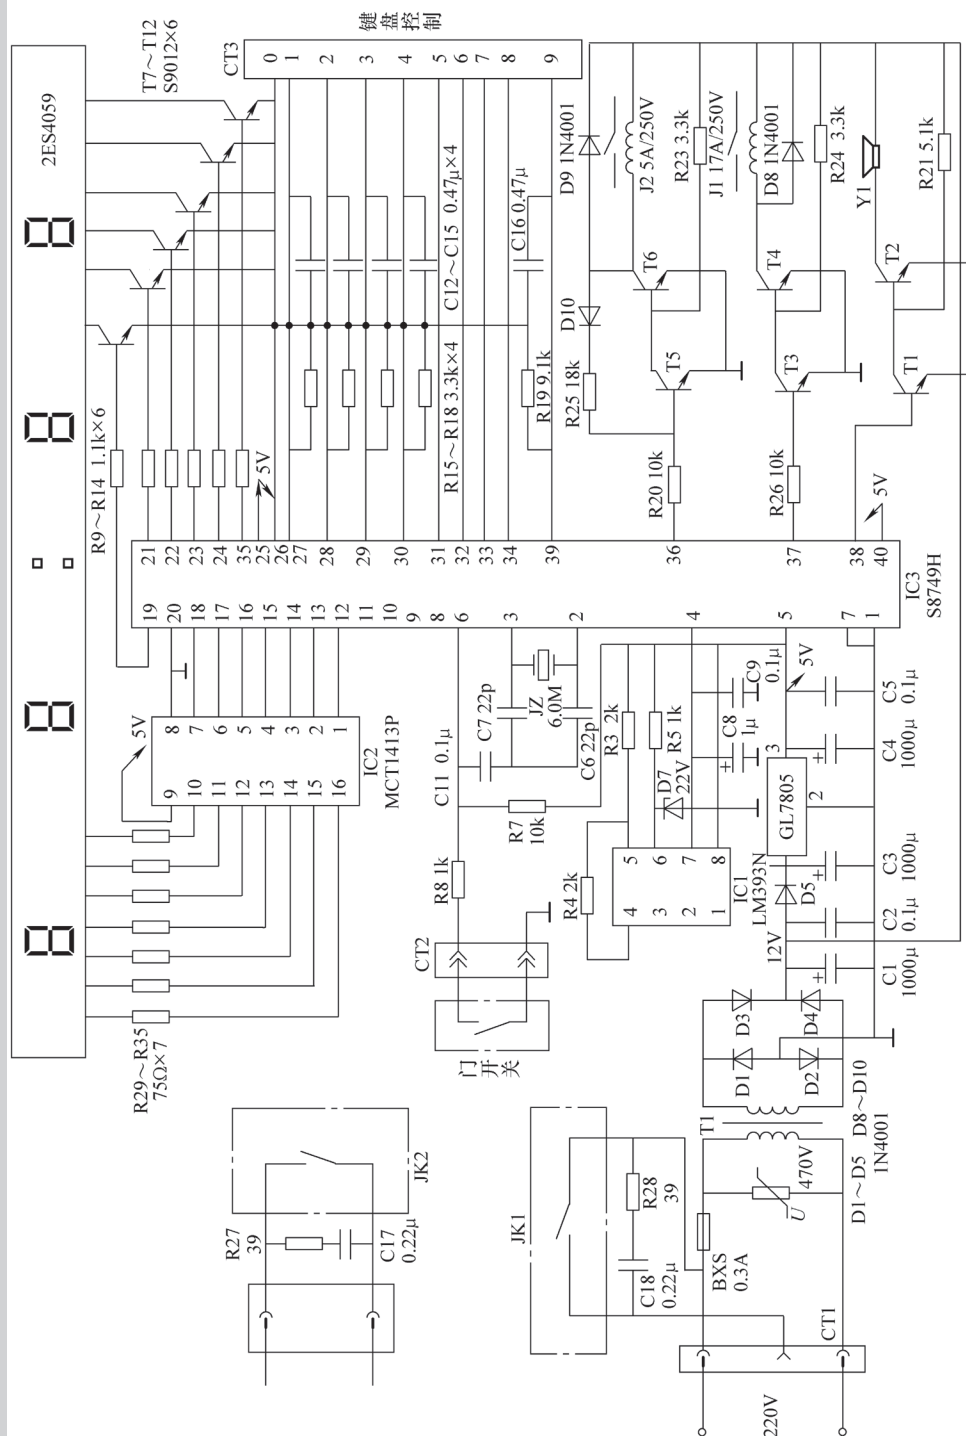 2ES4059
T7～T12
S9012×6
CT3
键盘控制
0
1
2
3
4
5
6
7
8
9
R9～R14 1.1k×6
5V
C12～C15 0.47μ×4
R15～R18 3.3k×4
C16 0.47μ
R19 9.1k
D9 1N4001
J2 5A/250V
R23 3.3k
J1 17A/250V
D8 1N4001
R24 3.3k
Y1
R21 5.1k
D10
R25 18k
T6
T5
R20 10k
T4
T3
R26 10k
T2
T1
5V
21
22
23
24
35
25
26
27
28
29
30
31
32
33
34
39
36
37
38
40
19
20
18
17
16
15
14
13
12
11
10
9
8
6
3
2
4
5
7
1
IC3
S8749H
5V
8
7
6
5
4
3
2
1
9
10
11
12
13
14
15
16
IC2
MCT1413P
R29～R35
75Ω×7
C11 0.1μ
C7 22p
JZ
6.0M
C6 22p
R7
10k
R8 1k
CT2
门开关
R3 2k
R5 1k
D7
22V
C8
1μ
C9
0.1μ
R4 2k
5
6
7
8
4
3
2
1
IC1
LM393N
5V
3
GL7805
2
C5
0.1μ
C4
1000μ
C3
1000μ
C2
0.1μ
C1
1000μ
D5
12V
+
+
+
+
D3
D4
D1
D2
T1
D1～D5 D8～D10
1N4001
470V
U
BXS
0.3A
CT1
220V
JK1
R28
39
C18
0.22μ
JK2
R27
39
C17
0.22μ